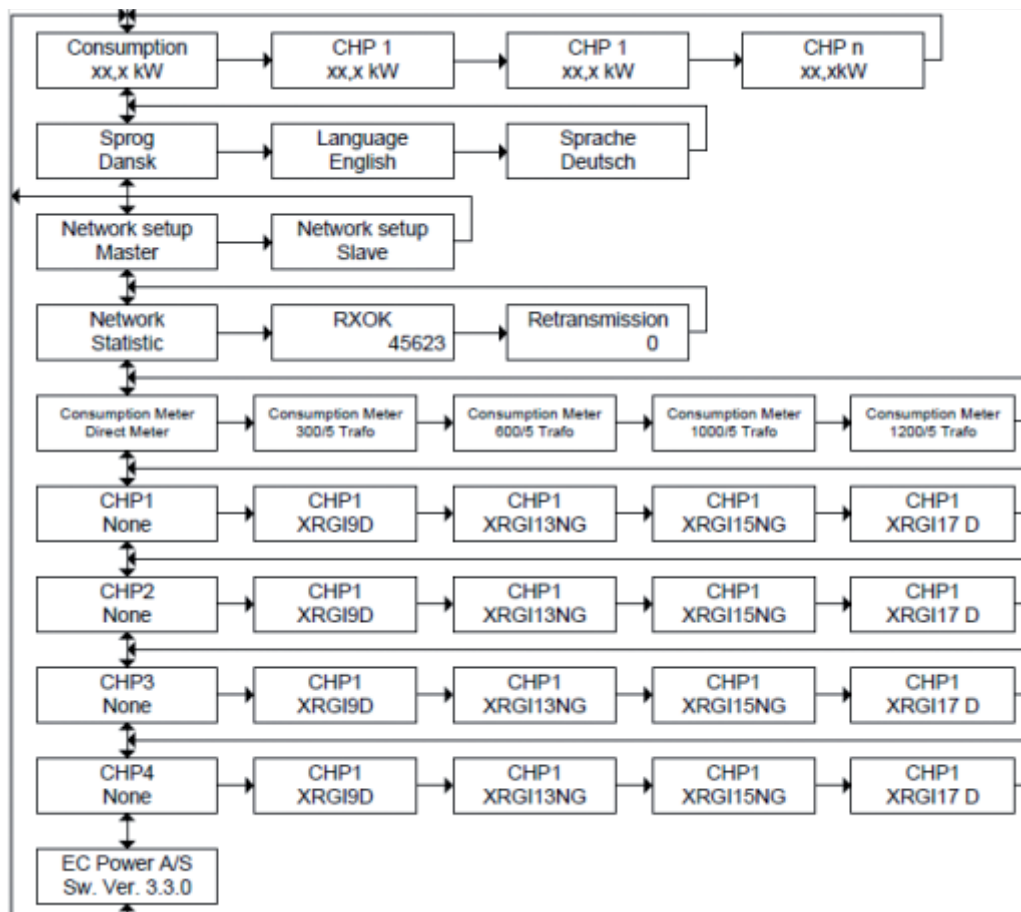 Consumption
xx,x kW
CHP 1
xx,x kW
CHP 1
xx,x kW
CHP n
xx,xkW
Sprog
Dansk
Language
English
Sprache
Deutsch
Network setup
Master
Network setup
Slave
Network
Statistic
RXOK
45623
Retransmission
0
Consumption Meter
Direct Meter
Consumption Meter
300/5 Trafo
Consumption Meter
600/5 Trafo
Consumption Meter
1000/5 Trafo
Consumption Meter
1200/5 Trafo
CHP1
None
CHP1
XRGI9D
CHP1
XRGI13NG
CHP1
XRGI15NG
CHP1
XRGI17 D
CHP2
None
CHP1
XRGI9D
CHP1
XRGI13NG
CHP1
XRGI15NG
CHP1
XRGI17 D
CHP3
None
CHP1
XRGI9D
CHP1
XRGI13NG
CHP1
XRGI15NG
CHP1
XRGI17 D
CHP4
None
CHP1
XRGI9D
CHP1
XRGI13NG
CHP1
XRGI15NG
CHP1
XRGI17 D
EC Power A/S
Sw. Ver. 3.3.0